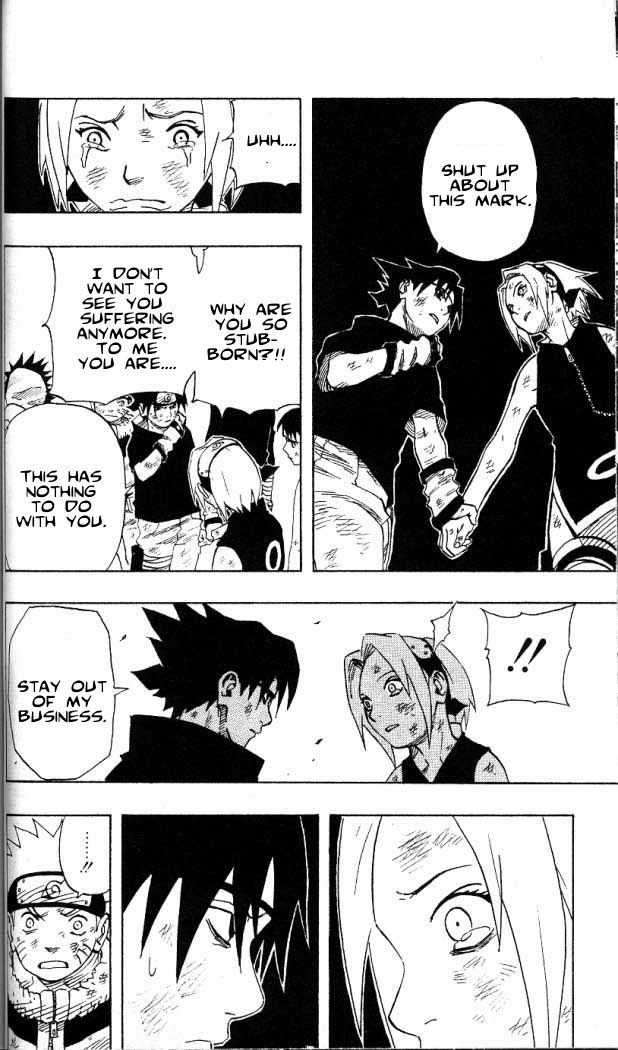 SHUT UP
ABOUT
THIS MARK.
UHH....
WHY ARE
YOU SO
STUB-
BORN?!!
I DON'T
WANT TO
SEE YOU
SUFFERING
ANYMORE.
TO ME
YOU ARE....
THIS HAS
NOTHING
TO DO
WITH YOU.
!!
STAY OUT
OF MY
BUSINESS.
......!!